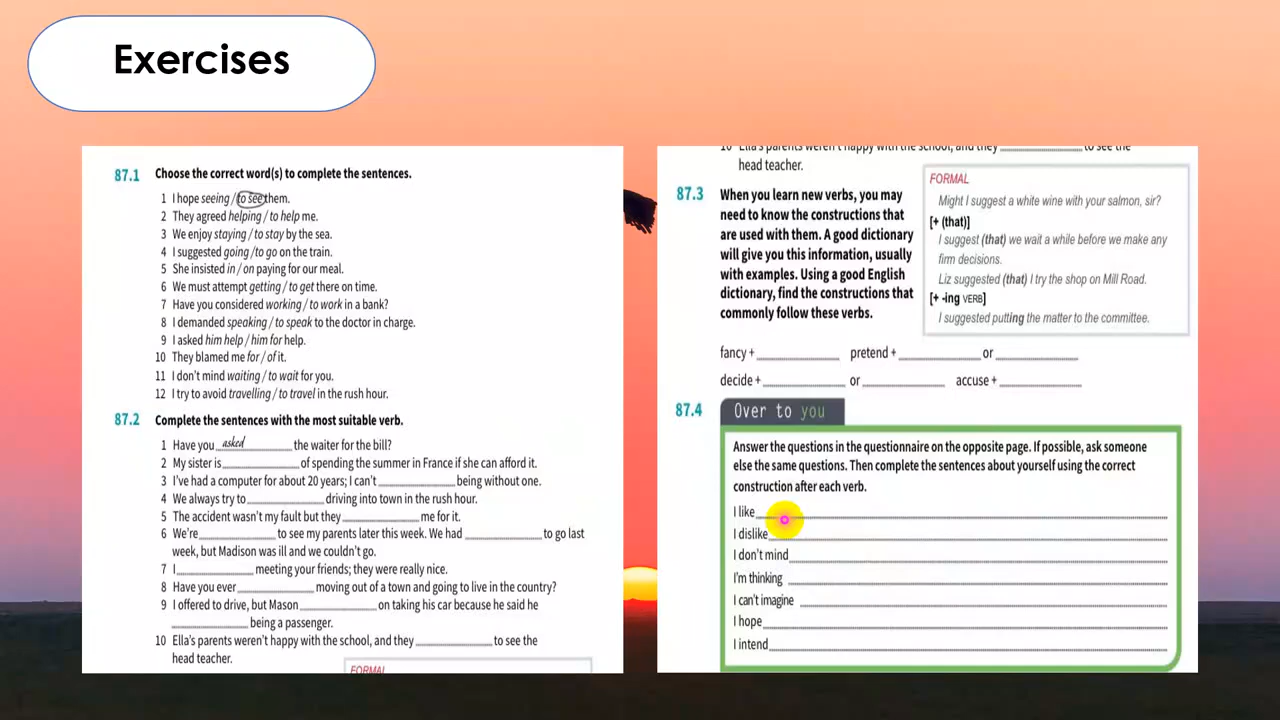 Exercises
87.1 Choose the correct word(s) to complete the sentences.
1 I hope seeing / to see them.
2 They agreed helping / to help me.
3 We enjoy staying / to stay by the sea.
4 I suggested going / to go on the train.
5 She insisted in / on paying for our meal.
6 We must attempt getting / to get there on time.
7 Have you considered working / to work in a bank?
8 I demanded speaking / to speak to the doctor in charge.
9 I asked him help / him for help.
10 They blamed me for / of it.
11 I don't mind waiting / to wait for you.
12 I try to avoid travelling / to travel in the rush hour.
87.2 Complete the sentences with the most suitable verb.
1 Have you asked the waiter for the bill?
2 My sister is of spending the summer in France if she can afford it.
3 I've had a computer for about 20 years; I can't being without one.
4 We always try to driving into town in the rush hour.
5 The accident wasn't my fault but they me for it.
6 We're to see my parents later this week. We had to go last
week, but Madison was ill and we couldn't go.
7 I meeting your friends; they were really nice.
8 Have you ever moving out of a town and going to live in the country?
9 I offered to drive, but Mason on taking his car because he said he
being a passenger.
10 Ella's parents weren't happy with the school, and they to see the
head teacher.
FORMAL
10 Ella's parents weren't happy with the school, and they to see the
head teacher.
87.3 When you learn new verbs, you may
need to know the constructions that
are used with them. A good dictionary
will give you this information, usually
with examples. Using a good English
dictionary, find the constructions that
commonly follow these verbs.
FORMAL
Might I suggest a white wine with your salmon, sir?
[+ (that)]
I suggest (that) we wait a while before we make any
firm decisions.
Liz suggested (that) I try the shop on Mill Road.
[+ -ing VERB]
I suggested putting the matter to the committee.
fancy + pretend + or
decide + or accuse +
87.4 Over to you
Answer the questions in the questionnaire on the opposite page. If possible, ask someone
else the same questions. Then complete the sentences about yourself using the correct
construction after each verb.
I like
I dislike
I don't mind
I'm thinking
I can't imagine
I hope
I intend